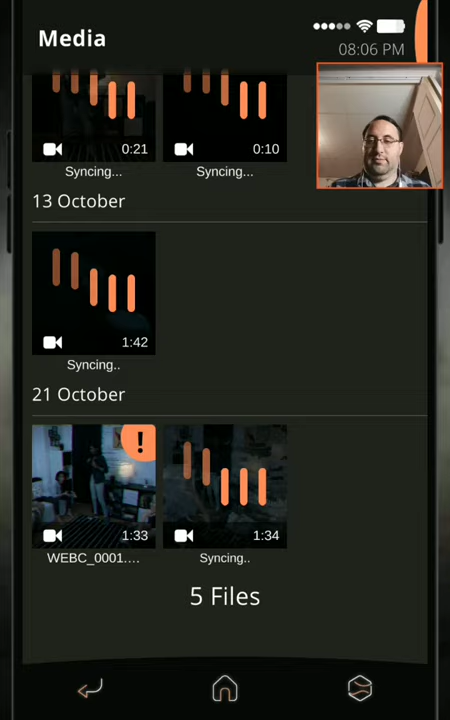 Media
08:06 PM
0:21
0:10
Syncing...
Syncing...
13 October
1:42
Syncing..
21 October
!
1:33
1:34
WEBC_0001....
Syncing..
5 Files